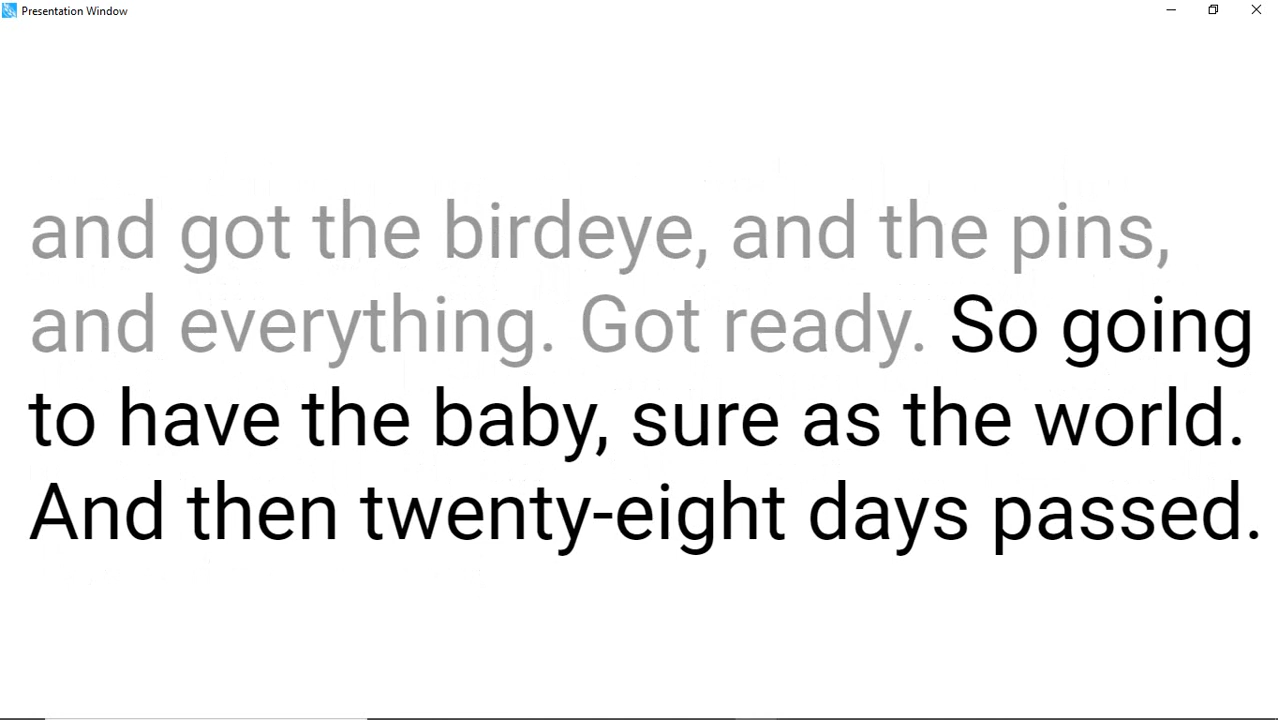 Presentation Window
and got the birdeye, and the pins,
and everything. Got ready. So going
to have the baby, sure as the world.
And then twenty-eight days passed.